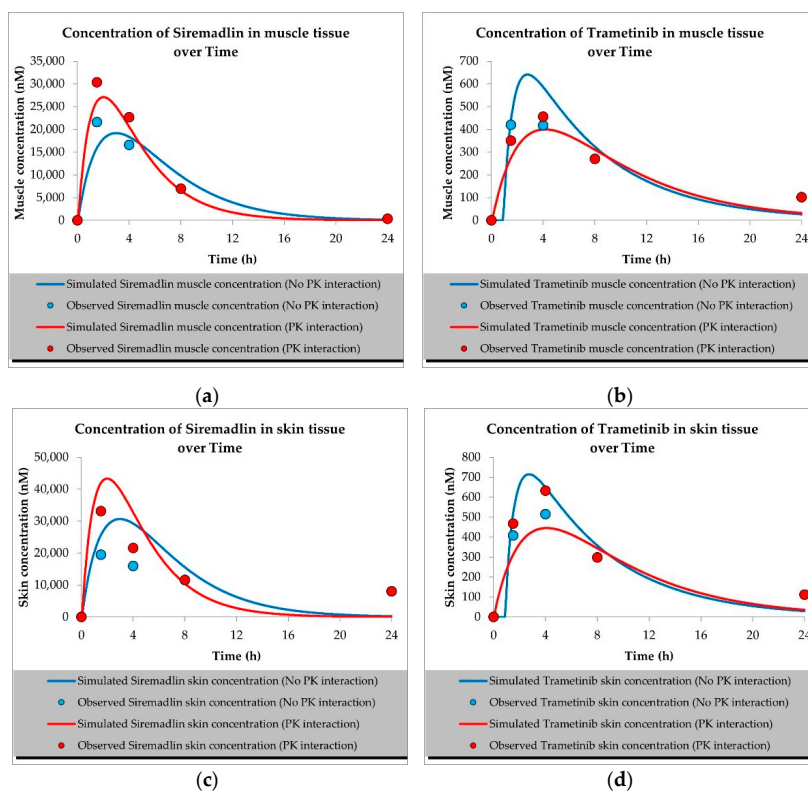 Concentration of Siremadlin in muscle tissue
over Time
Muscle concentration (nM)
35,000
30,000
25,000
20,000
15,000
10,000
5,000
0
0
4
8
12
16
20
24
Time (h)
Simulated Siremadlin muscle concentration (No PK interaction)
Observed Siremadlin muscle concentration (No PK interaction)
Simulated Siremadlin muscle concentration (PK interaction)
Observed Siremadlin muscle concentration (PK interaction)
(a)
Concentration of Trametinib in muscle tissue
over Time
Muscle concentration (nM)
700
600
500
400
300
200
100
0
0
4
8
12
16
20
24
Time (h)
Simulated Trametinib muscle concentration (No PK interaction)
Observed Trametinib muscle concentration (No PK interaction)
Simulated Trametinib muscle concentration (PK interaction)
Observed Trametinib muscle concentration (PK interaction)
(b)
Concentration of Siremadlin in skin tissue
over Time
Skin concentration (nM)
50,000
40,000
30,000
20,000
10,000
0
0
4
8
12
16
20
24
Time (h)
Simulated Siremadlin skin concentration (No PK interaction)
Observed Siremadlin skin concentration (No PK interaction)
Simulated Siremadlin skin concentration (PK interaction)
Observed Siremadlin skin concentration (PK interaction)
(c)
Concentration of Trametinib in skin tissue
over Time
Skin concentration (nM)
800
700
600
500
400
300
200
100
0
0
4
8
12
16
20
24
Time (h)
Simulated Trametinib skin concentration (No PK interaction)
Observed Trametinib skin concentration (No PK interaction)
Simulated Trametinib skin concentration (PK interaction)
Observed Trametinib skin concentration (PK interaction)
(d)